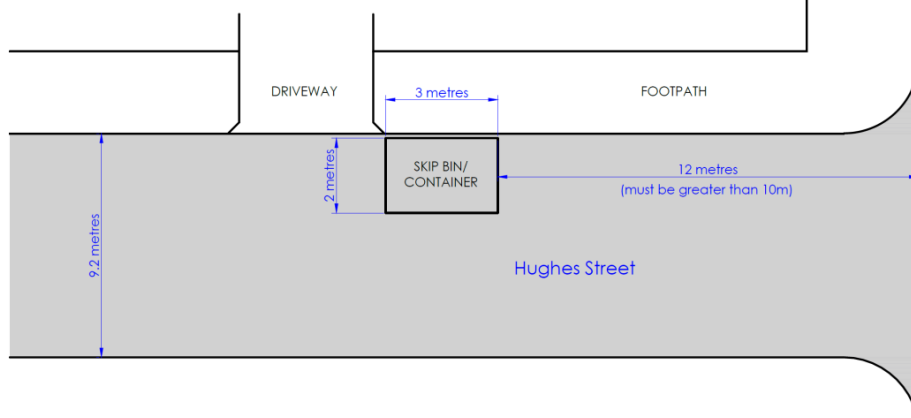 DRIVEWAY
3 metres
FOOTPATH
2 metres
SKIP BIN/
CONTAINER
12 metres
(must be greater than 10m)
9.2 metres
Hughes Street